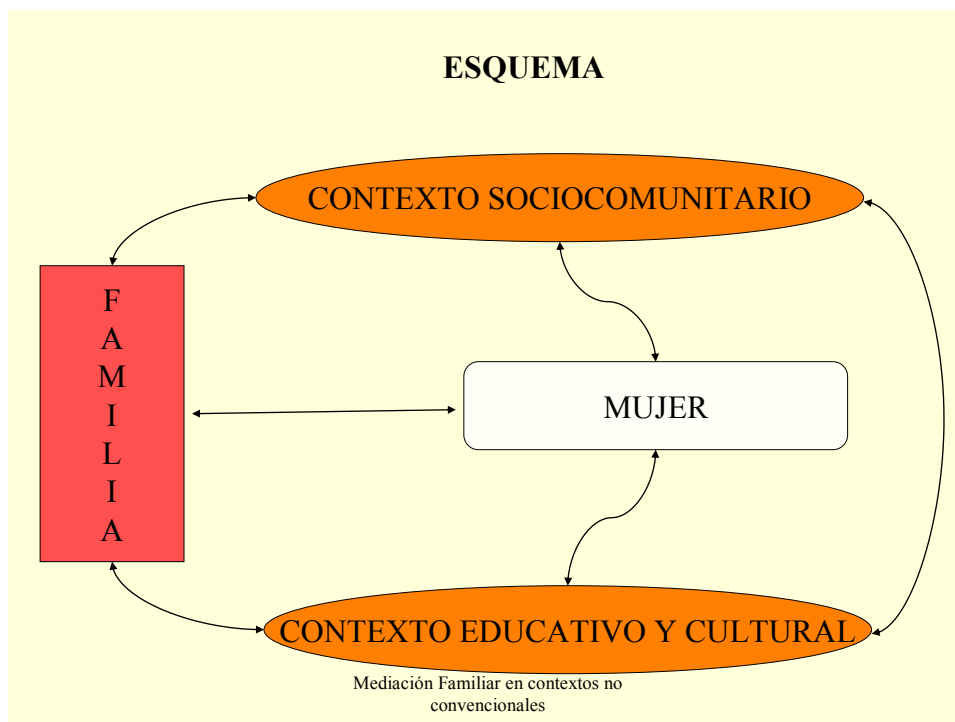 ESQUEMA
CONTEXTO SOCIOCOMUNITARIO
F
A
M
I
L
I
A
MUJER
CONTEXTO EDUCATIVO Y CULTURAL
Mediación Familiar en contextos no
convencionales